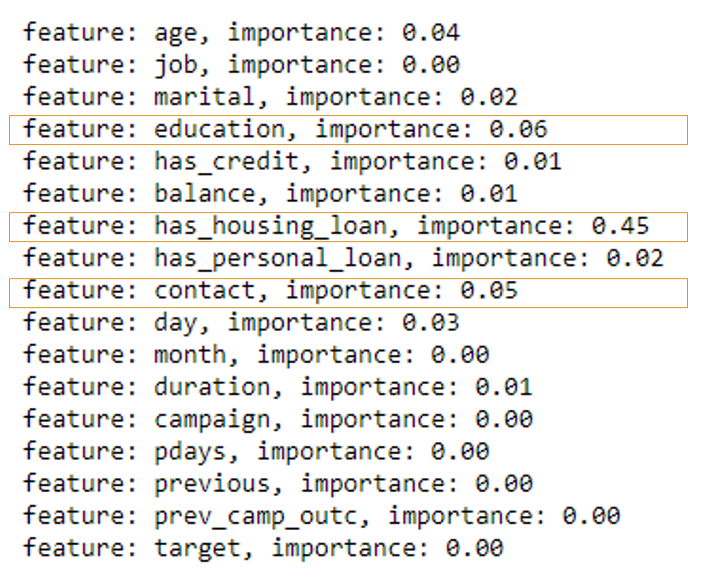 feature: age, importance: 0.04
feature: job, importance: 0.00
feature: marital, importance: 0.02
feature: education, importance: 0.06
feature: has_credit, importance: 0.01
feature: balance, importance: 0.01
feature: has_housing_loan, importance: 0.45
feature: has_personal_loan, importance: 0.02
feature: contact, importance: 0.05
feature: day, importance: 0.03
feature: month, importance: 0.00
feature: duration, importance: 0.01
feature: campaign, importance: 0.00
feature: pdays, importance: 0.00
feature: previous, importance: 0.00
feature: prev_camp_outc, importance: 0.00
feature: target, importance: 0.00